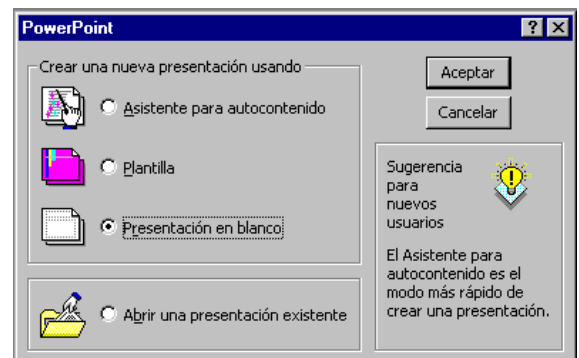 PowerPoint
Crear una nueva presentación usando
Asistente para autocontenido
Plantilla
Presentación en blanco
Abrir una presentación existente
Aceptar
Cancelar
Sugerencia
para
nuevos
usuarios
El Asistente para
autocontenido es el
modo más rápido de
crear una presentación.